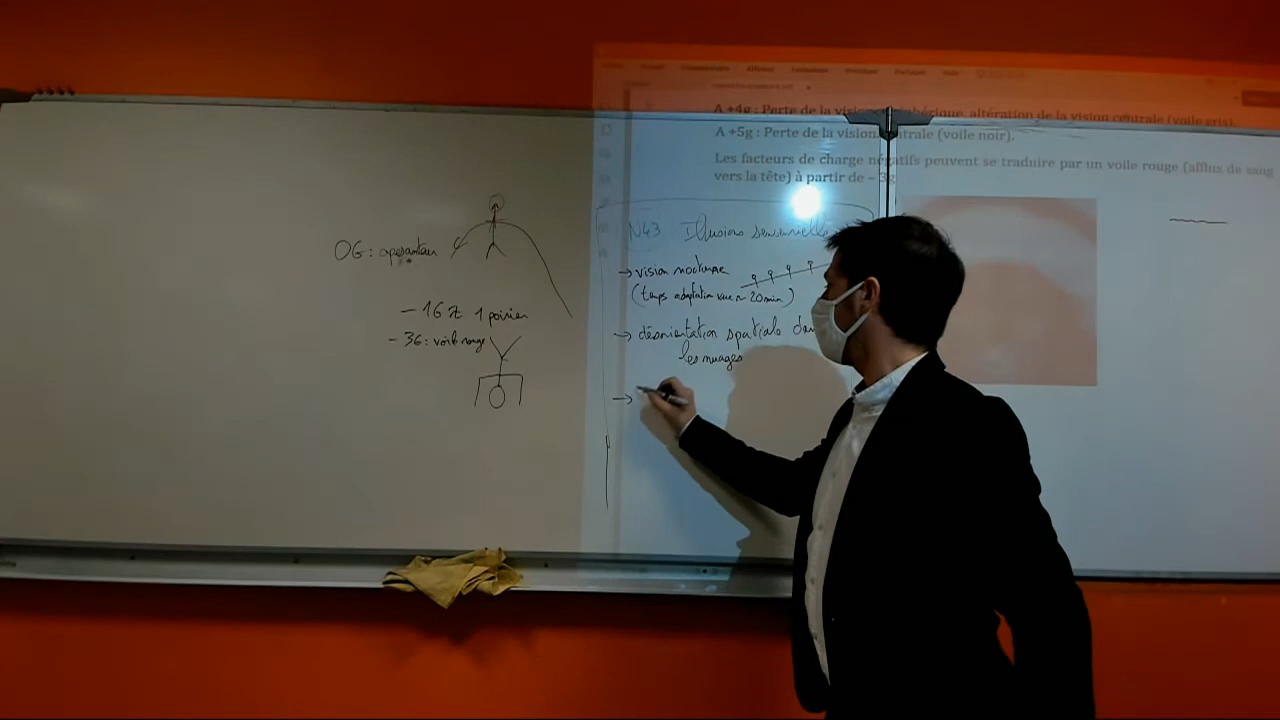 A +4g : Perte de la vision périphérique, altération de la vision centrale (voile gris).
A +5g : Perte de la vision centrale (voile noir).
Les facteurs de charge négatifs peuvent se traduire par un voile rouge (afflux de sang
vers la tête) à partir de – 3g
OG: apesanteur
- 1G ≠ 1 poirier
- 3G: voile rouge
N43 Illusions sensorielles
→ vision nocturne
(temps adaptation vue ~ 20 min)
→ désorientation spatiale dans
les nuages
→